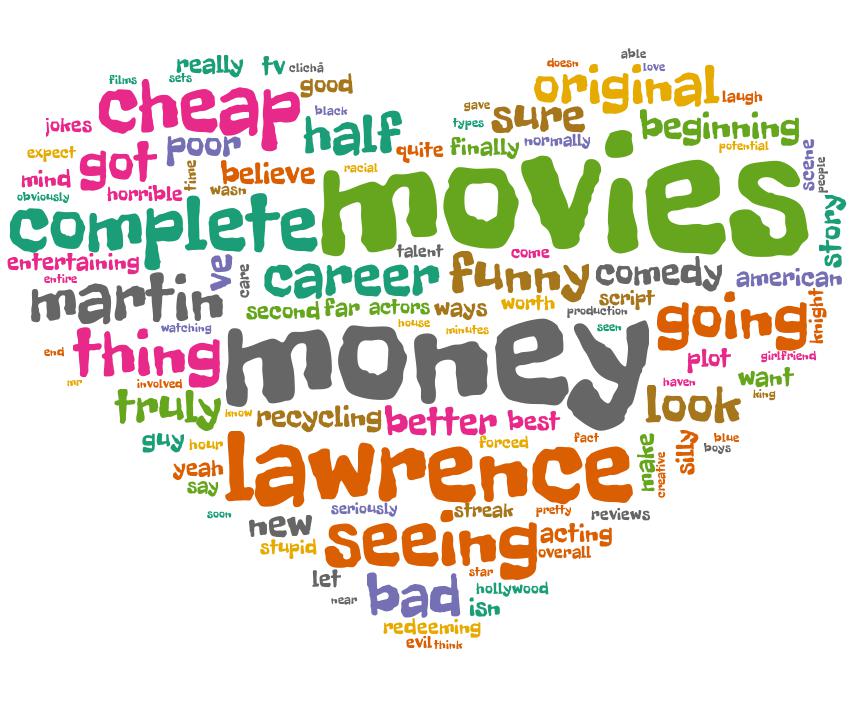 able
really tv clichā doesn love
films sets good original laugh
cheap black gave sure
jokes poor half types beginning
expect got quite finally normally potential
mind believe racial movies scene people
obviously horrible time wasn
complete talent story
entertaining ve care career funny come comedy american
entire martin second far actors ways worth script production knight
watching house minutes seen going
end thing money plot girlfriend
mr involved haven want king
truly know recycling better best look
guy hour forced fact make silly blue boys
yeah lawrence creative
say
soon new seriously streak pretty reviews
stupid seeing acting overall
let star
near bad isn hollywood
redeeming
evil think